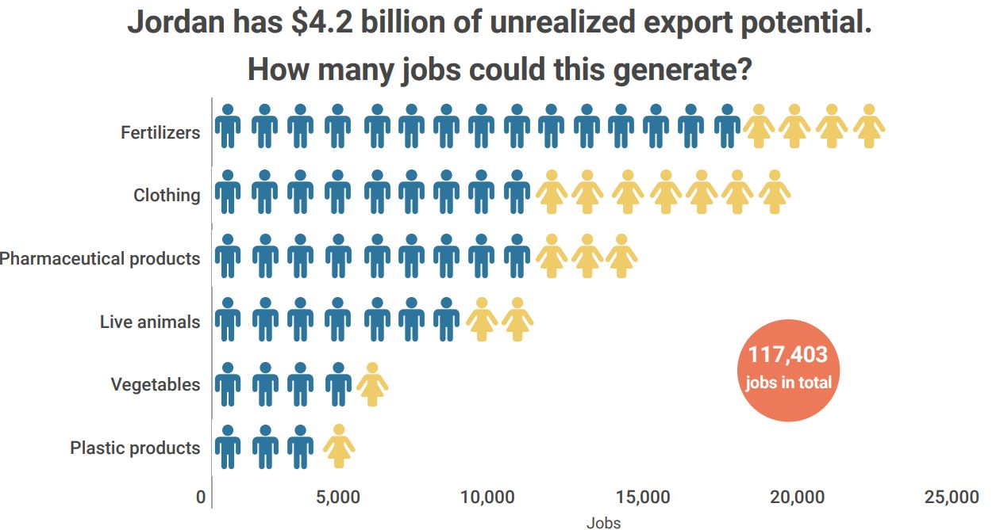 Jordan has $4.2 billion of unrealized export potential.
How many jobs could this generate?
Fertilizers
Clothing
Pharmaceutical products
Live animals
Vegetables
Plastic products
117,403
jobs in total
0 5,000 10,000 15,000 20,000 25,000
Jobs